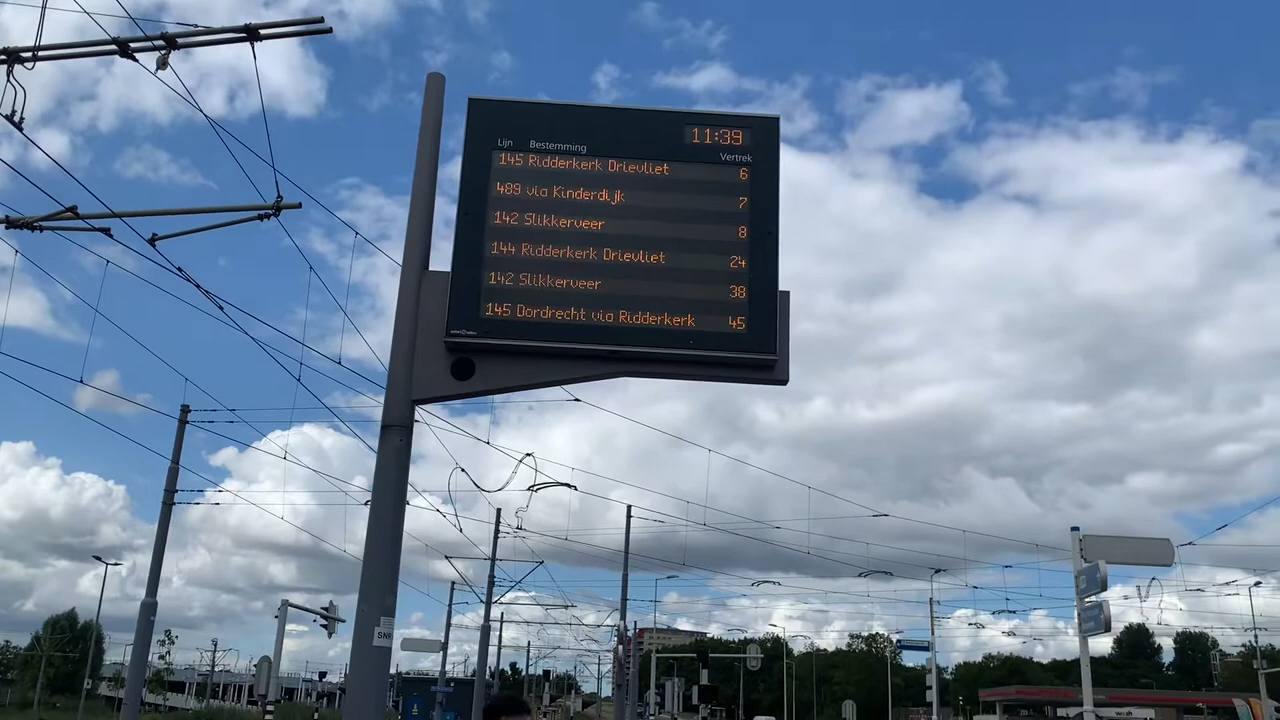 11:39
Lijn Bestemming Vertrek
145 Ridderkerk Drievliet 6
489 via Kinderdijk 7
142 Slikkerveer 8
144 Ridderkerk Drievliet 24
142 Slikkerveer 38
145 Dordrecht via Ridderkerk 45
SNR